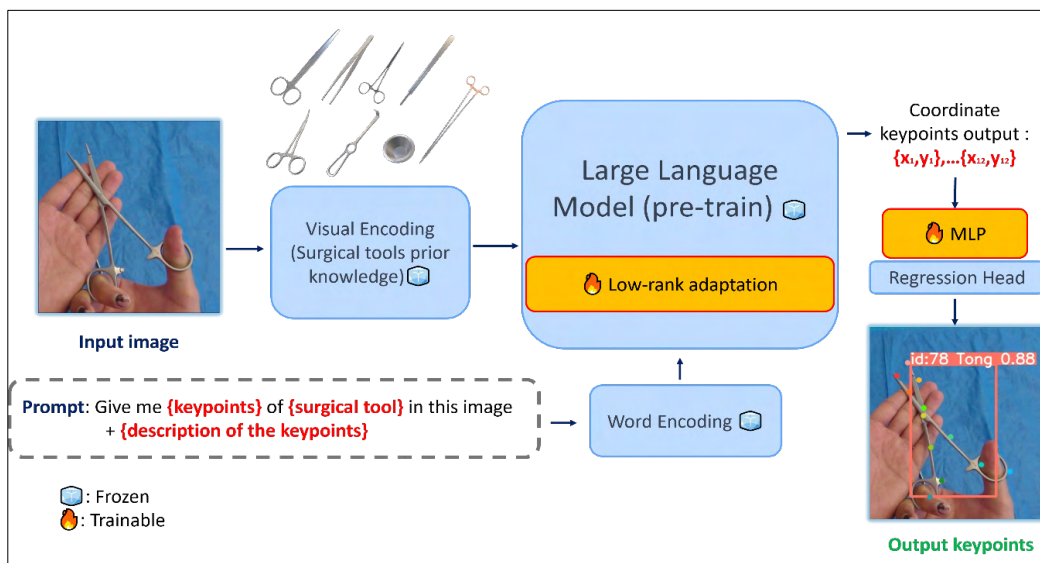 Input image
Visual Encoding
(Surgical tools prior
knowledge)
Large Language
Model (pre-train)
Low-rank adaptation
Coordinate
keypoints output :
{x₁,y₁},...{x₁₂,y₁₂}
MLP
Regression Head
id:78 Tong 0.88
Output keypoints
Prompt: Give me {keypoints} of {surgical tool} in this image
+ {description of the keypoints}
Word Encoding
: Frozen
: Trainable